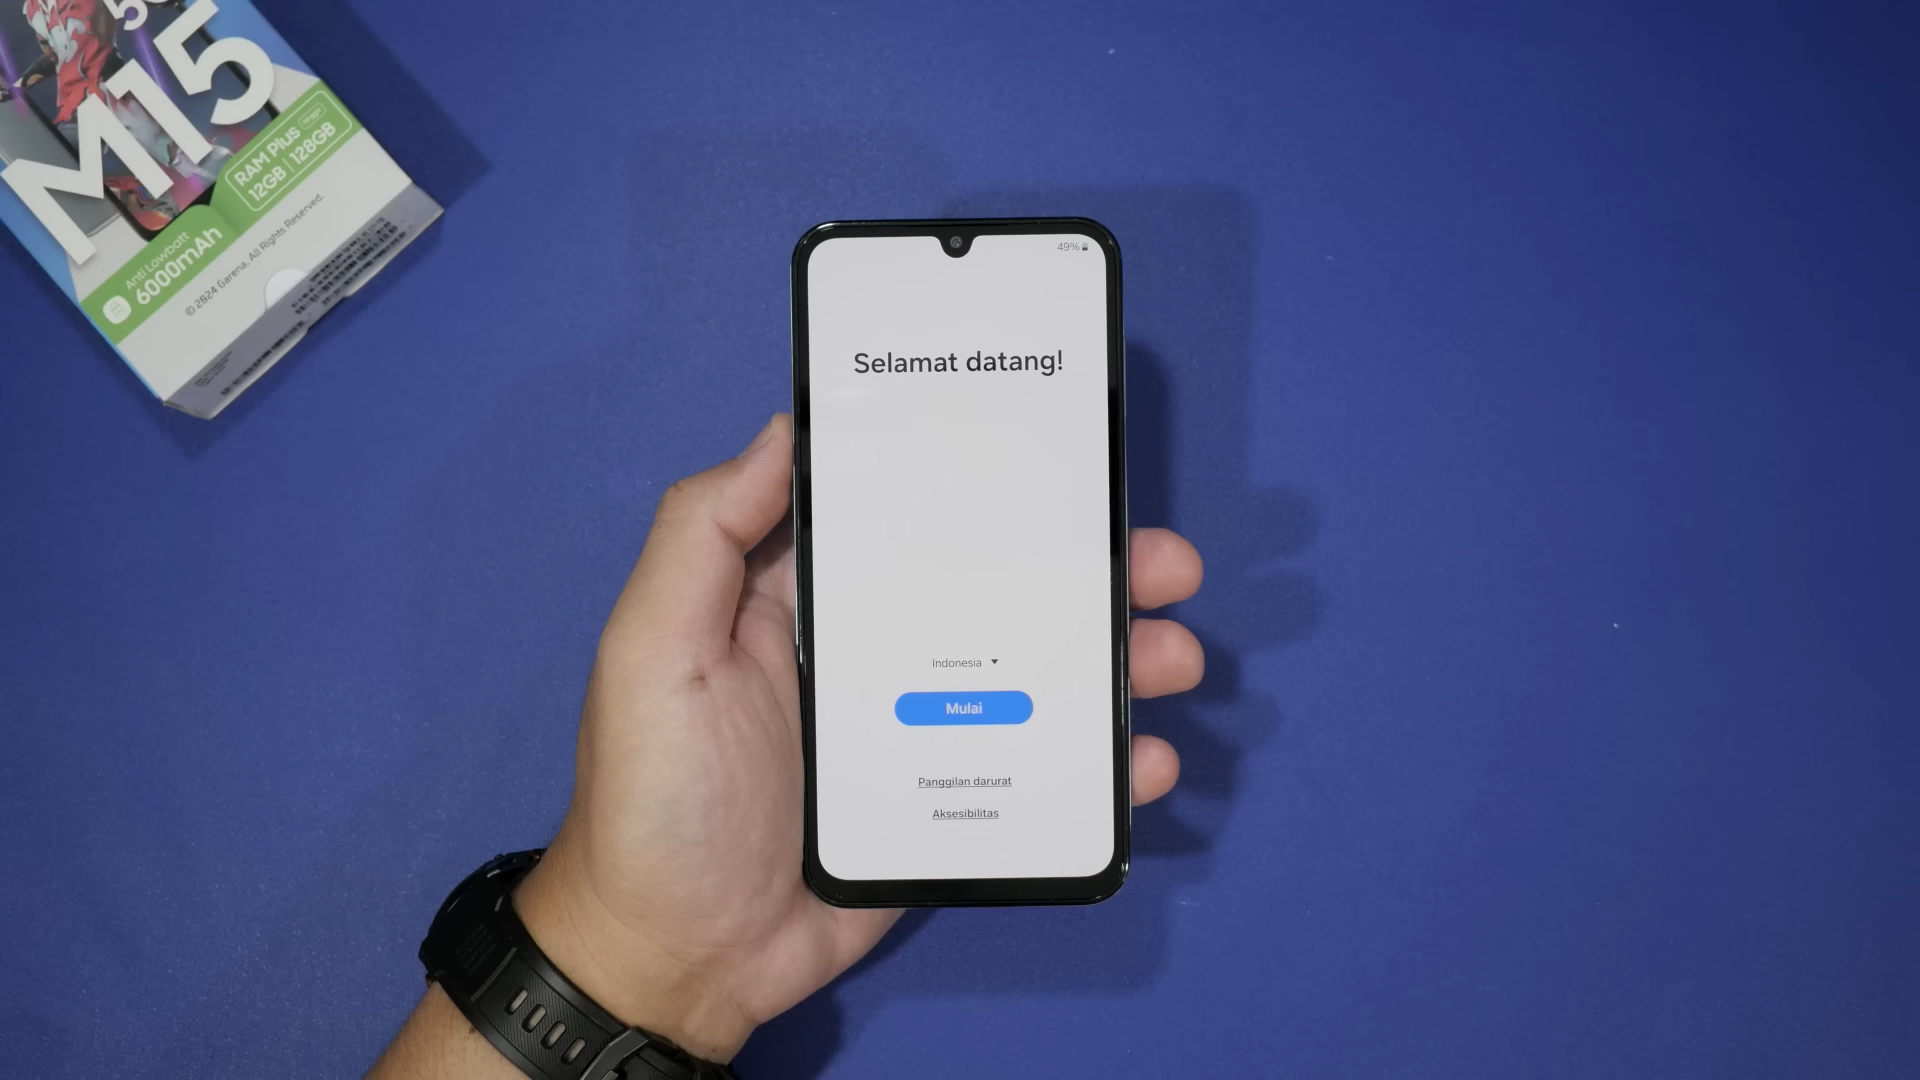 M15
RAM Plus
12GB | 128GB
Anti Lowbatt
6000mAh
© 2024 Garena. All Rights Reserved.
49%
Selamat datang!
Indonesia
Mulai
Panggilan darurat
Aksesibilitas